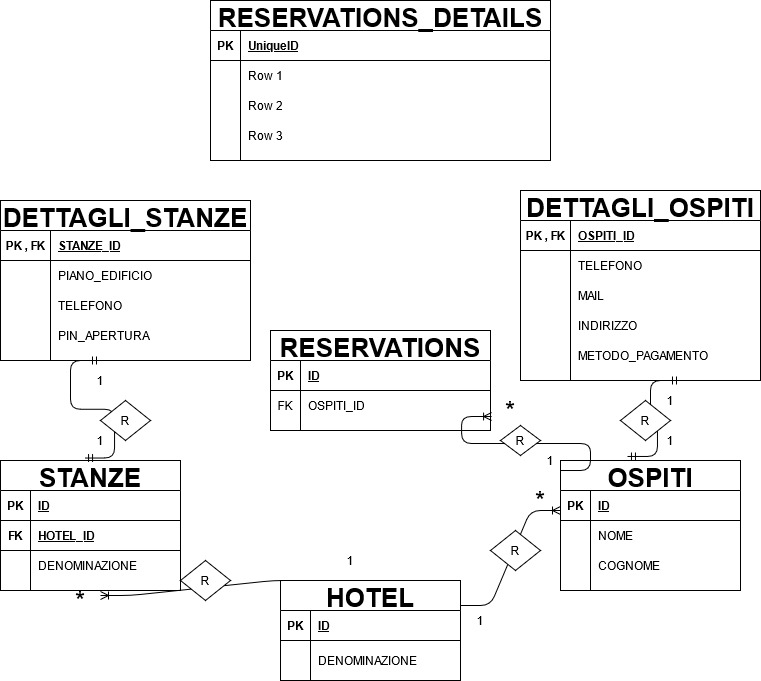 RESERVATIONS_DETAILS
PK UniqueID
Row 1
Row 2
Row 3
DETTAGLI_STANZE
PK , FK STANZE_ID
PIANO_EDIFICIO
TELEFONO
PIN_APERTURA
DETTAGLI_OSPITI
PK , FK OSPITI_ID
TELEFONO
MAIL
INDIRIZZO
METODO_PAGAMENTO
RESERVATIONS
PK ID
FK OSPITI_ID
1
R
1
*
R
1
1
R
1
STANZE
PK ID
FK HOTEL_ID
DENOMINAZIONE
*
R
1
OSPITI
PK ID
NOME
COGNOME
*
R
1
HOTEL
PK ID
DENOMINAZIONE